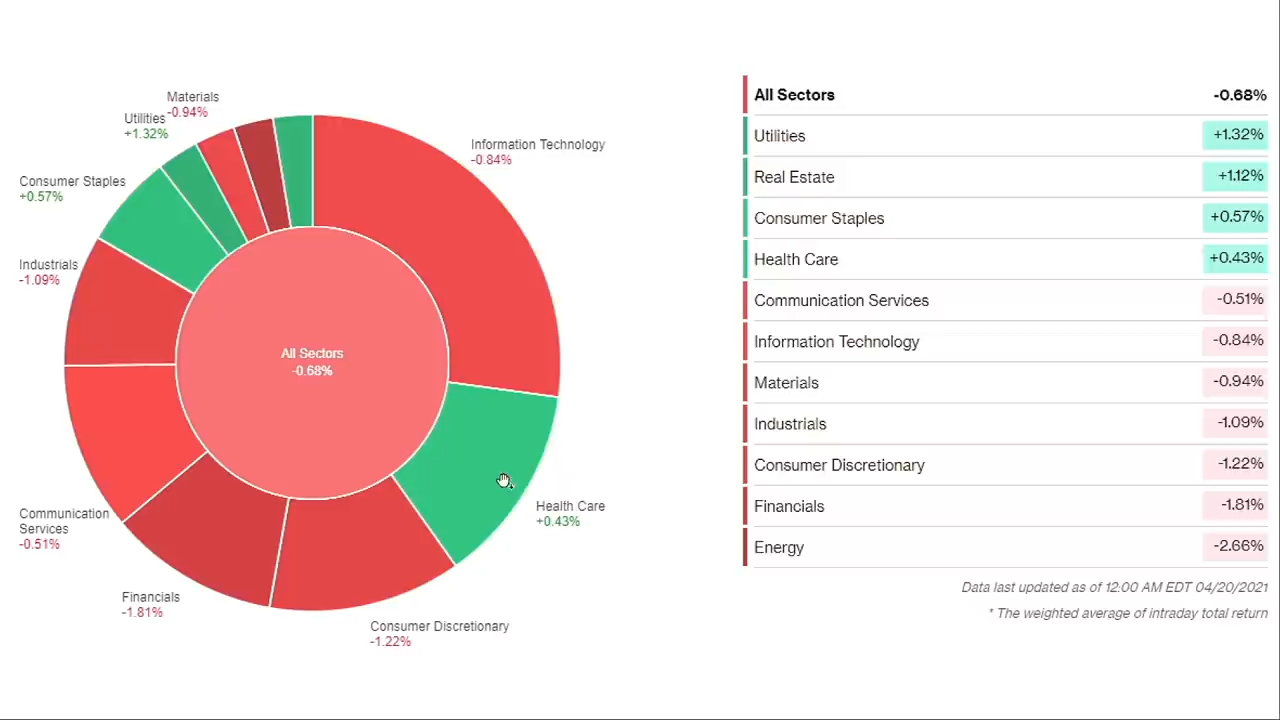 Materials
-0.94%
Utilities
+1.32%
Information Technology
-0.84%
Consumer Staples
+0.57%
Industrials
-1.09%
All Sectors
-0.68%
Health Care
+0.43%
Communication
Services
-0.51%
Financials
-1.81%
Consumer Discretionary
-1.22%
All Sectors -0.68%
Utilities +1.32%
Real Estate +1.12%
Consumer Staples +0.57%
Health Care +0.43%
Communication Services -0.51%
Information Technology -0.84%
Materials -0.94%
Industrials -1.09%
Consumer Discretionary -1.22%
Financials -1.81%
Energy -2.66%
Data last updated as of 12:00 AM EDT 04/20/2021
* The weighted average of intraday total return